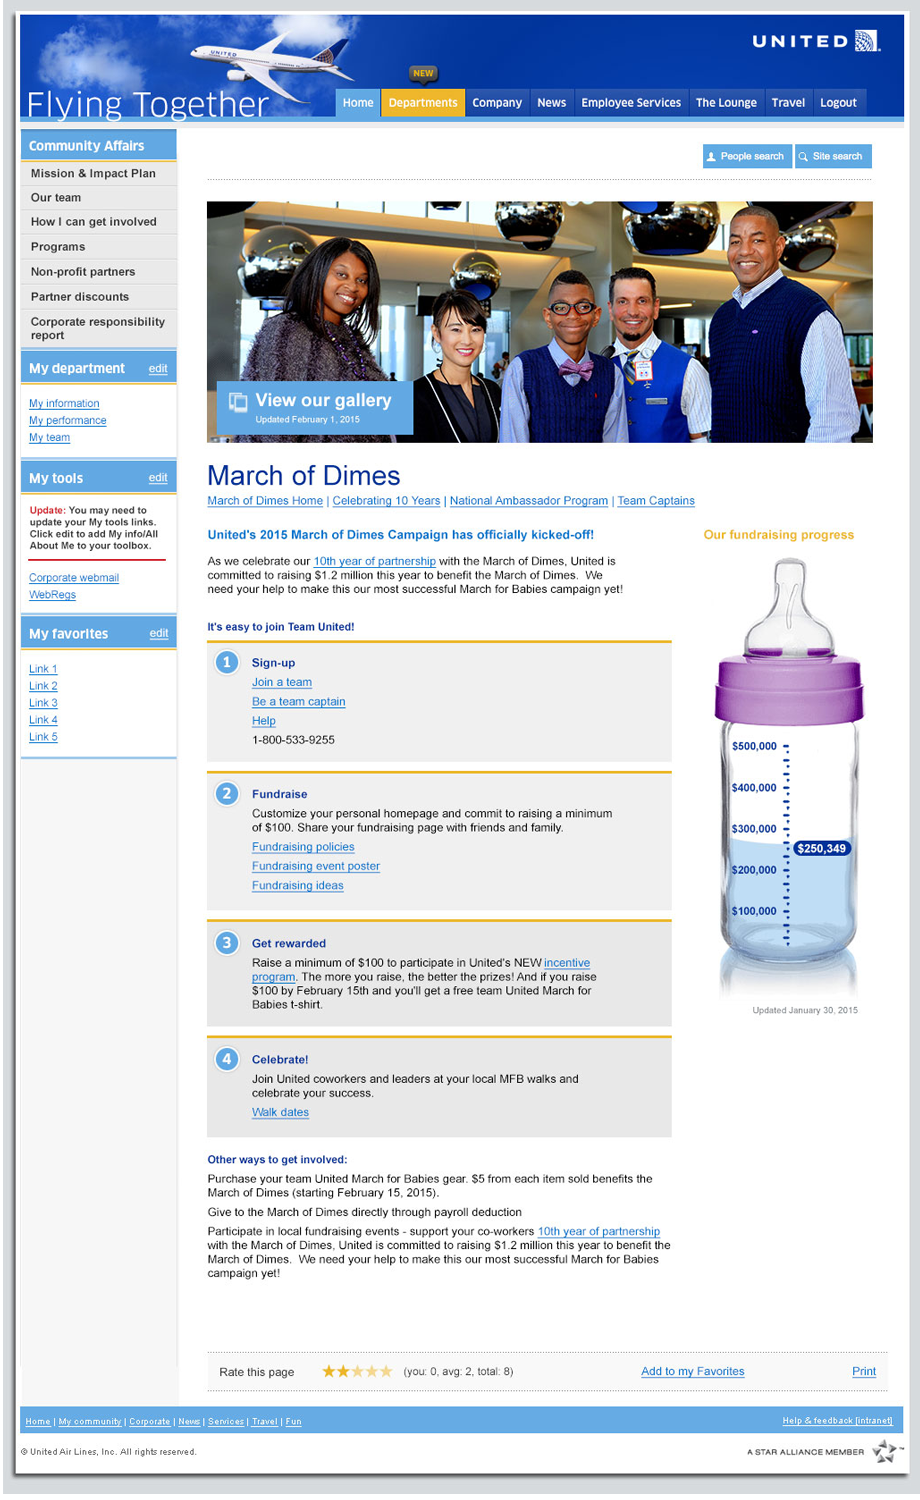 UNITED
NEW
Flying Together
Home Departments Company News Employee Services The Lounge Travel Logout
Community Affairs
Mission & Impact Plan
Our team
How I can get involved
Programs
Non-profit partners
Partner discounts
Corporate responsibility
report
My department edit
My information
My performance
My team
My tools edit
Update: You may need to
update your My tools links.
Click edit to add My info/All
About Me to your toolbox.
Corporate webmail
WebRegs
My favorites edit
Link 1
Link 2
Link 3
Link 4
Link 5
People search Site search
View our gallery
Updated February 1, 2015
March of Dimes
March of Dimes Home | Celebrating 10 Years | National Ambassador Program | Team Captains
United's 2015 March of Dimes Campaign has officially kicked-off!
As we celebrate our 10th year of partnership with the March of Dimes, United is
committed to raising $1.2 million this year to benefit the March of Dimes. We
need your help to make this our most successful March for Babies campaign yet!
It's easy to join Team United!
1 Sign-up
Join a team
Be a team captain
Help
1-800-533-9255
2 Fundraise
Customize your personal homepage and commit to raising a minimum
of $100. Share your fundraising page with friends and family.
Fundraising policies
Fundraising event poster
Fundraising ideas
3 Get rewarded
Raise a minimum of $100 to participate in United's NEW incentive
program. The more you raise, the better the prizes! And if you raise
$100 by February 15th and you'll get a free team United March for
Babies t-shirt.
4 Celebrate!
Join United coworkers and leaders at your local MFB walks and
celebrate your success.
Walk dates
Other ways to get involved:
Purchase your team United March for Babies gear. $5 from each item sold benefits the
March of Dimes (starting February 15, 2015).
Give to the March of Dimes directly through payroll deduction
Participate in local fundraising events - support your co-workers 10th year of partnership
with the March of Dimes, United is committed to raising $1.2 million this year to benefit the
March of Dimes. We need your help to make this our most successful March for Babies
campaign yet!
Our fundraising progress
$500,000
$400,000
$300,000
$250,349
$200,000
$100,000
Updated January 30, 2015
Rate this page (you: 0, avg: 2, total: 8) Add to my Favorites Print
Home | My community | Corporate | News | Services | Travel | Fun Help & feedback [intranet]
© United Air Lines, Inc. All rights reserved. A STAR ALLIANCE MEMBER